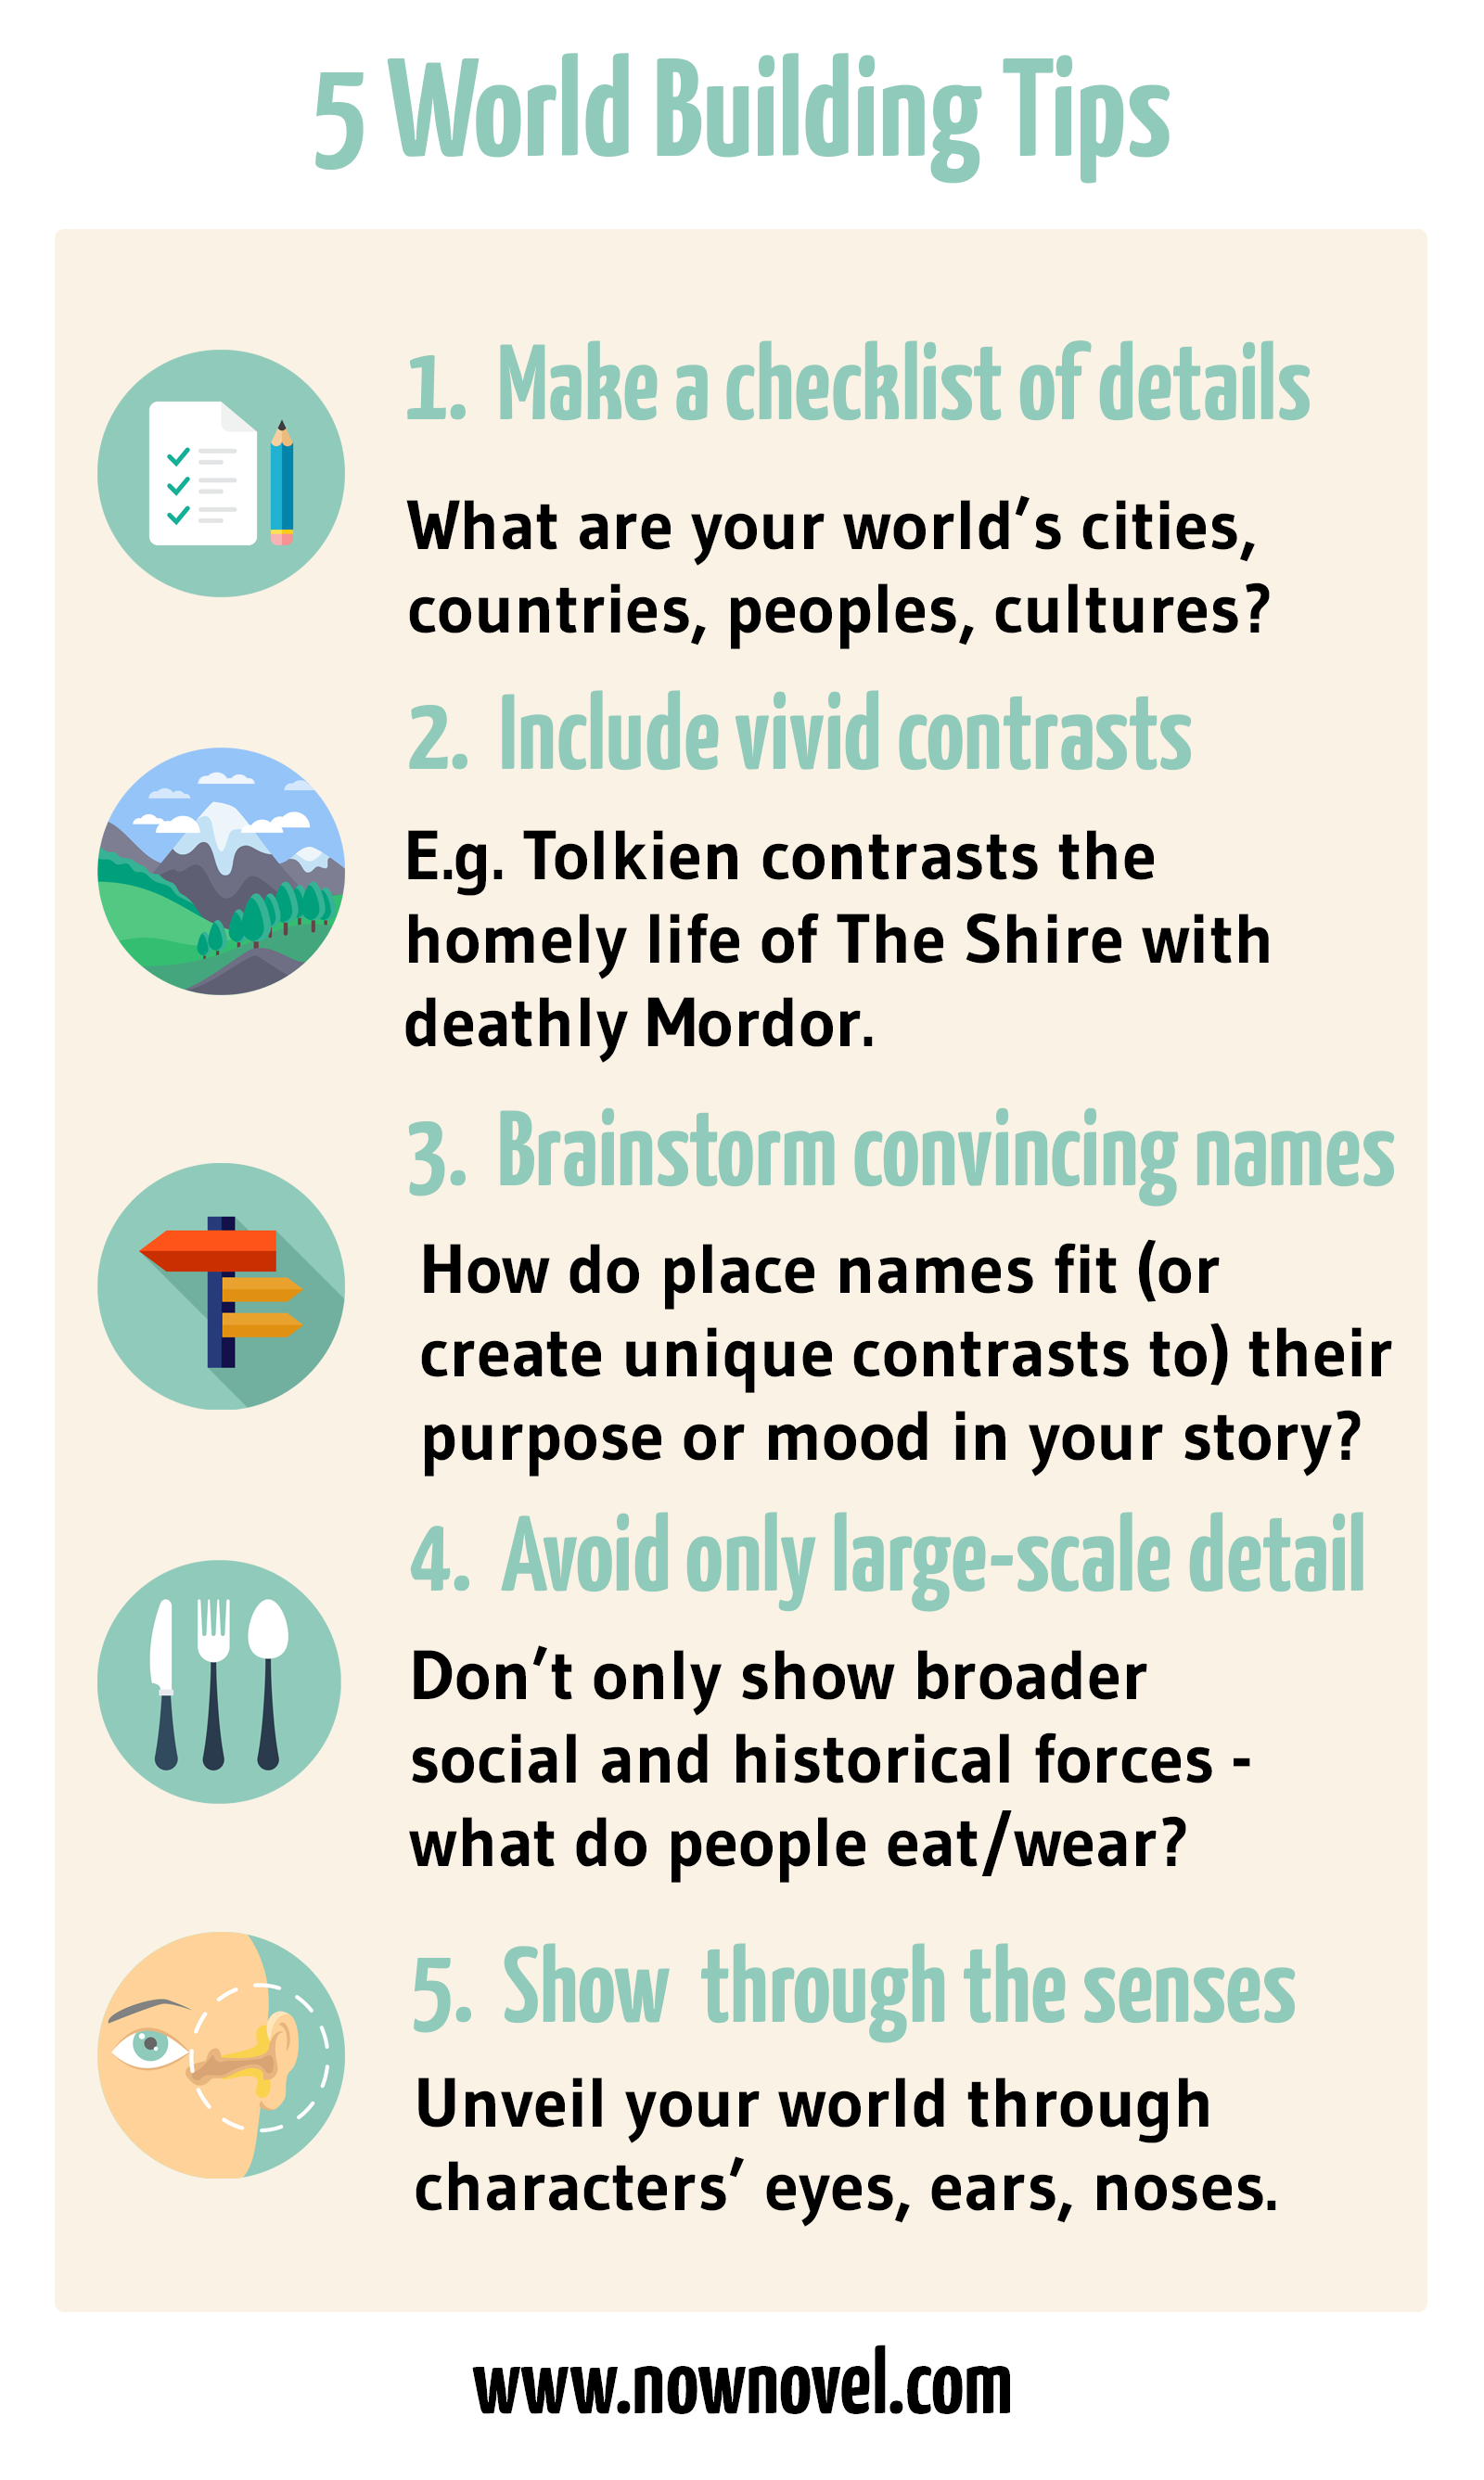 5 World Building Tips
1. Make a checklist of details
What are your world’s cities,
countries, peoples, cultures?
2. Include vivid contrasts
E.g. Tolkien contrasts the
homely life of The Shire with
deathly Mordor.
3. Brainstorm convincing names
How do place names fit (or
create unique contrasts to) their
purpose or mood in your story?
4. Avoid only large-scale detail
Don’t only show broader
social and historical forces -
what do people eat/wear?
5. Show through the senses
Unveil your world through
characters’ eyes, ears, noses.
www.nownovel.com